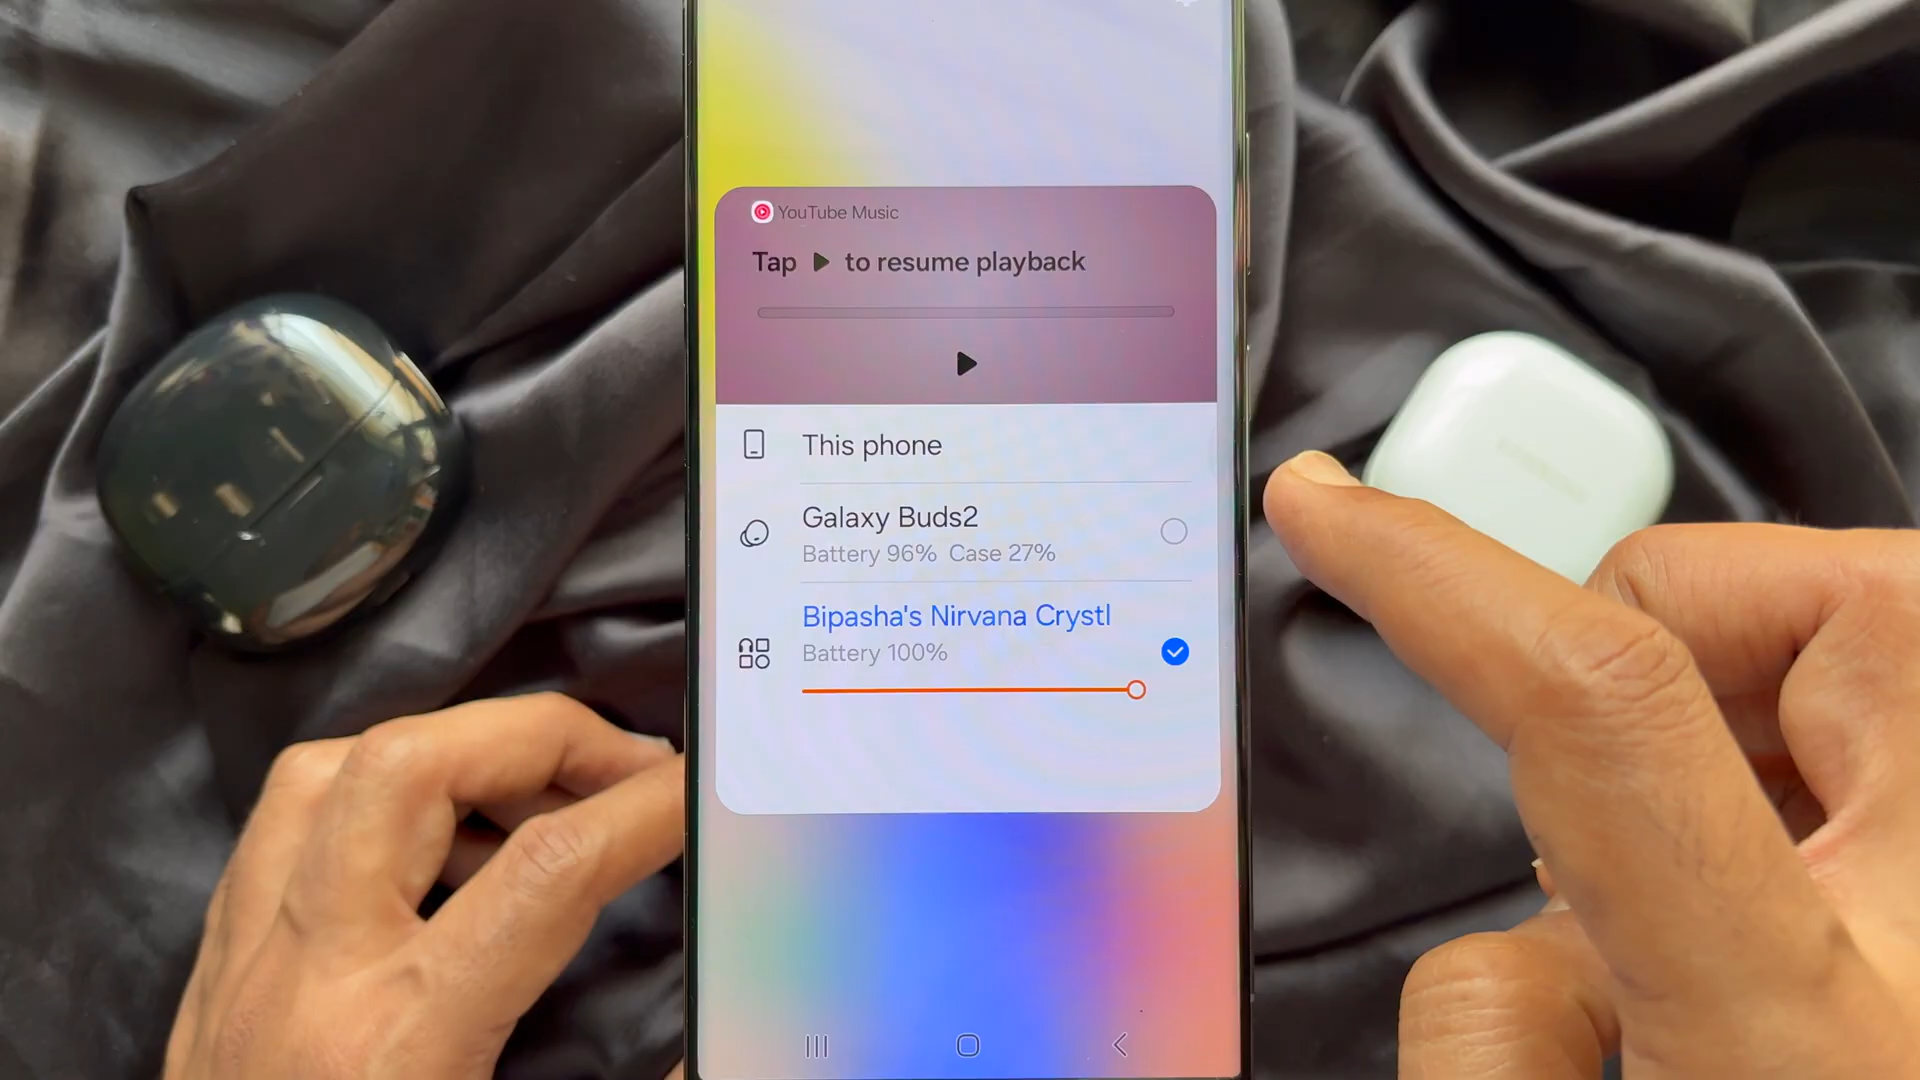 YouTube Music
Tap ▶ to resume playback
This phone
Galaxy Buds2
Battery 96% Case 27%
Bipasha's Nirvana Crystl
Battery 100%